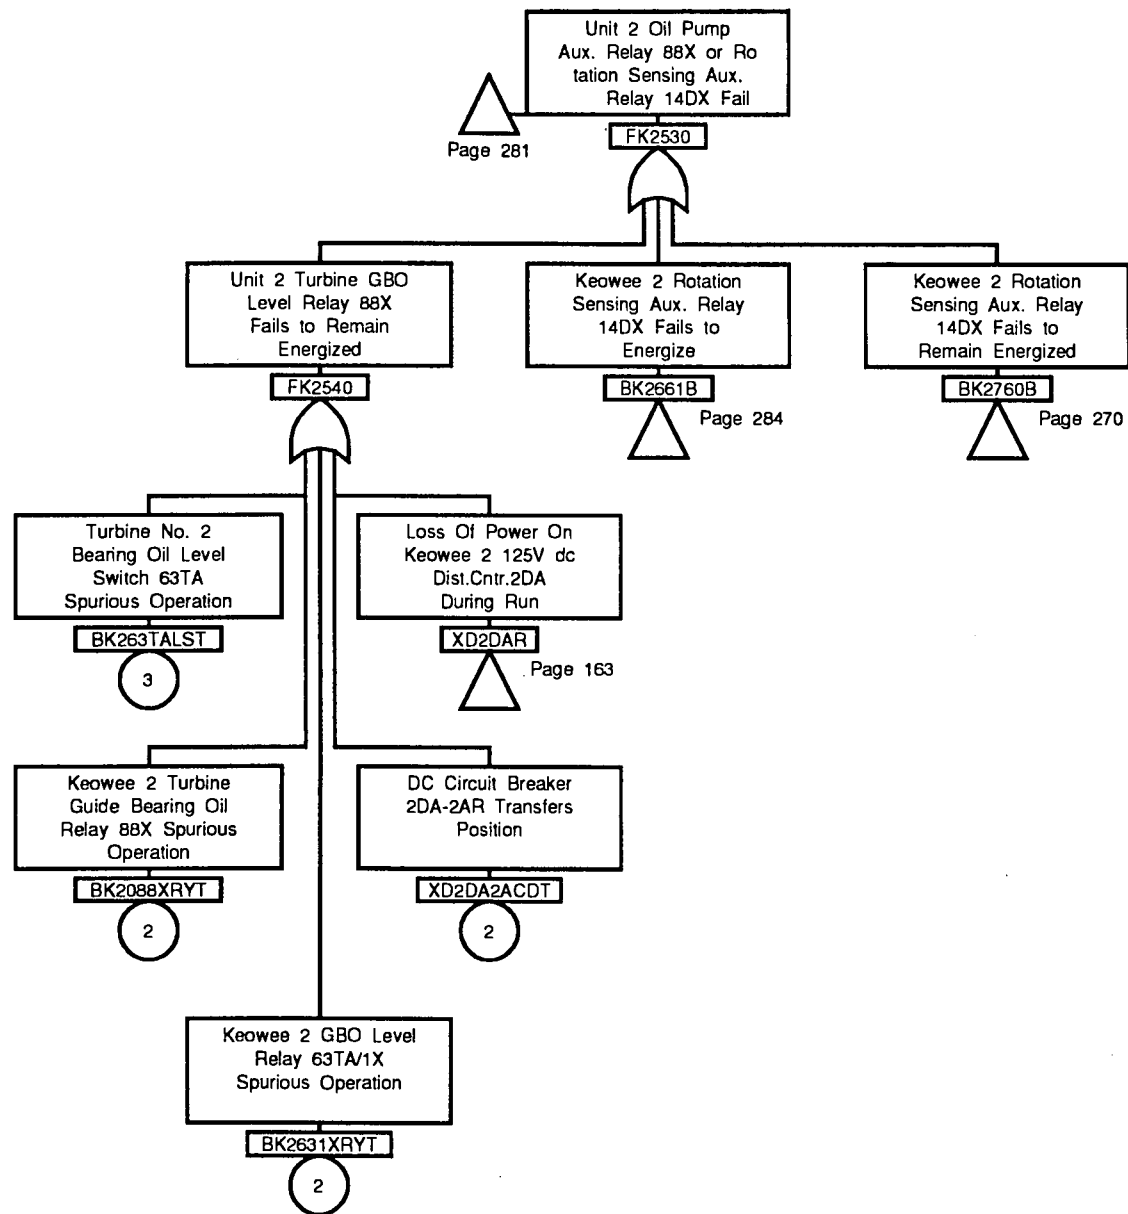 Unit 2 Oil Pump
Aux. Relay 88X or Ro
tation Sensing Aux.
Relay 14DX Fail
FK2530
Page 281
Unit 2 Turbine GBO
Level Relay 88X
Fails to Remain
Energized
FK2540
Keowee 2 Rotation
Sensing Aux. Relay
14DX Fails to
Energize
BK2661B
Page 284
Keowee 2 Rotation
Sensing Aux. Relay
14DX Fails to
Remain Energized
BK2760B
Page 270
Turbine No. 2
Bearing Oil Level
Switch 63TA
Spurious Operation
BK263TALST
3
Loss Of Power On
Keowee 2 125V dc
Dist.Cntr.2DA
During Run
XD2DAR
Page 163
Keowee 2 Turbine
Guide Bearing Oil
Relay 88X Spurious
Operation
BK2088XRYT
2
DC Circuit Breaker
2DA-2AR Transfers
Position
XD2DA2ACDT
2
Keowee 2 GBO Level
Relay 63TA/1X
Spurious Operation
BK2631XRYT
2